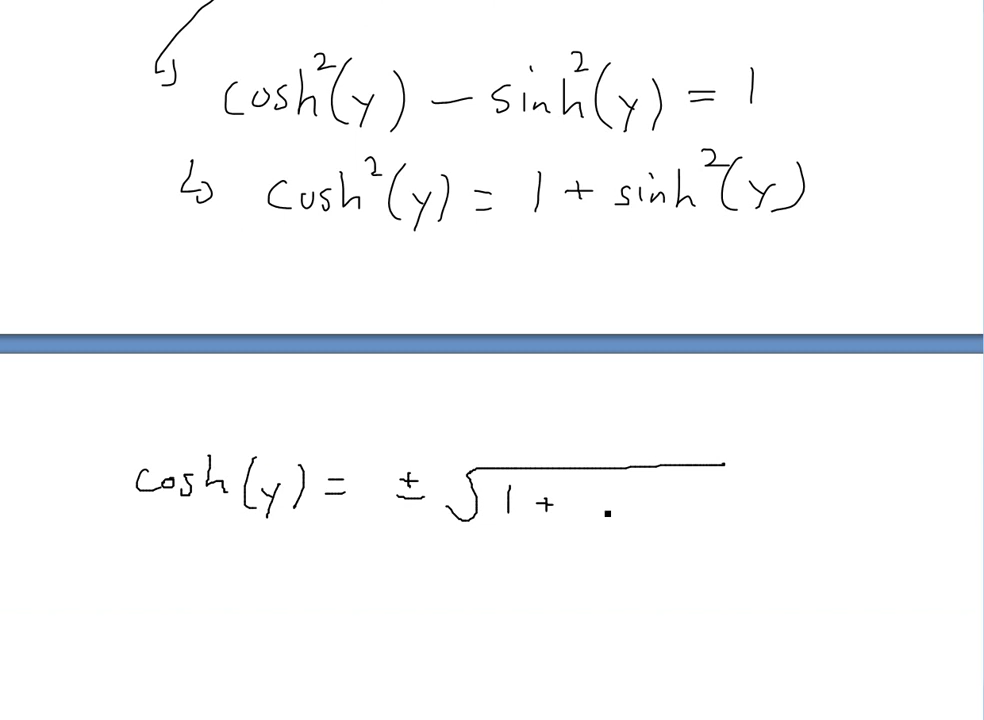 ↳ cosh²(y) − sinh²(y) = 1
↳ cosh²(y) = 1 + sinh²(y)
cosh(y) = ± √(1 + .